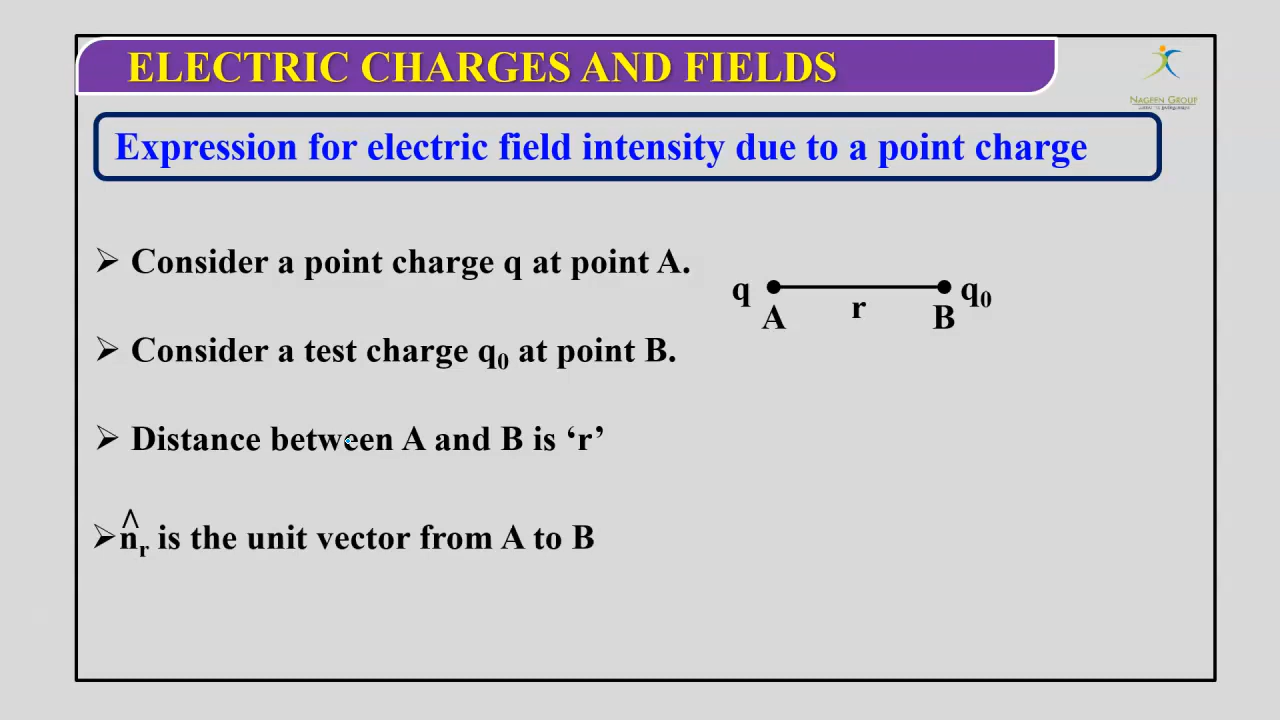 ELECTRIC CHARGES AND FIELDS
NAGEEN GROUP
Expression for electric field intensity due to a point charge
➢ Consider a point charge q at point A.
q A r B q₀
➢ Consider a test charge q₀ at point B.
➢ Distance between A and B is ‘r’
➢ n̂ᵣ is the unit vector from A to B